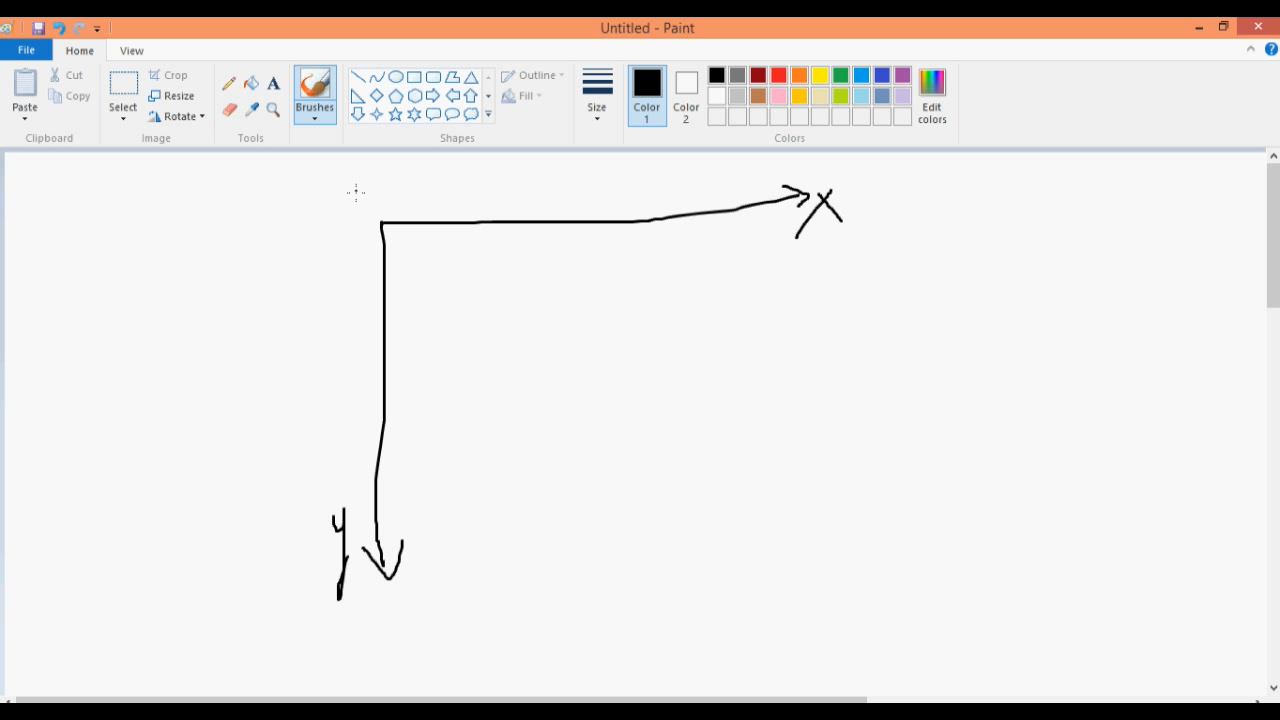 Untitled - Paint
File Home View
Paste
Cut
Copy
Clipboard
Select
Crop
Resize
Rotate
Image
A
Tools
Brushes
Outline
Fill
Shapes
Size
Color 1
Color 2
Edit colors
Colors
x
y